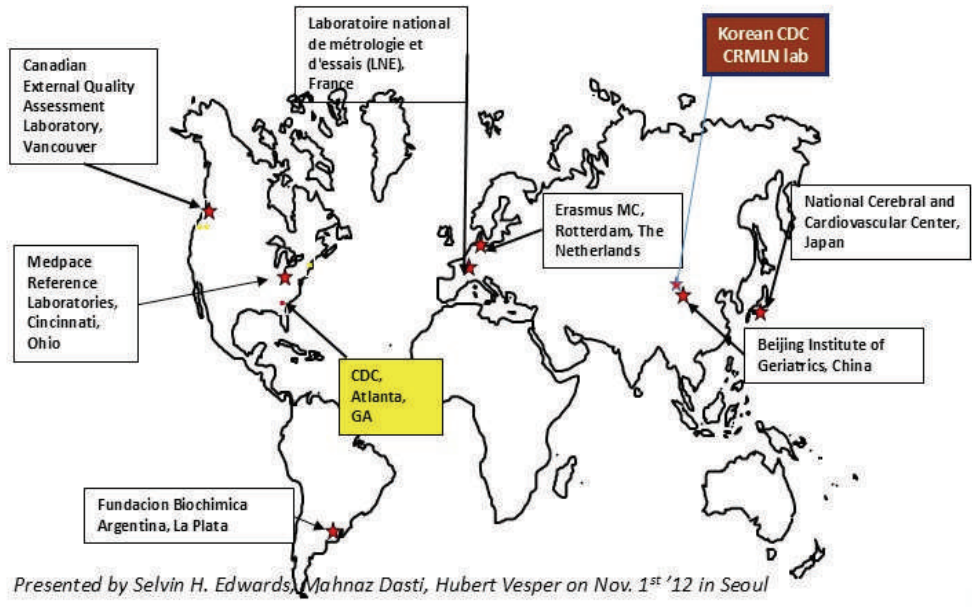 Laboratoire national
de métrologie et
d'essais (LNE),
France
Korean CDC
CRMLN lab
Canadian
External Quality
Assessment
Laboratory,
Vancouver
Erasmus MC,
Rotterdam, The
Netherlands
National Cerebral and
Cardiovascular Center,
Japan
Medpace
Reference
Laboratories,
Cincinnati,
Ohio
Beijing Institute of
Geriatrics, China
CDC,
Atlanta,
GA
Fundacion Biochimica
Argentina, La Plata
Presented by Selvin H. Edwards, Mahnaz Dasti, Hubert Vesper on Nov. 1st '12 in Seoul